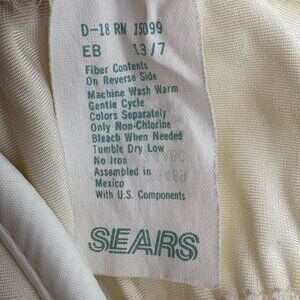 D-18 RN 15099
EB 13/7
Fiber Contents
On Reverse Side
Machine Wash Warm
Gentle Cycle
Colors Separately
Only Non-Chlorine
Bleach When Needed
Tumble Dry Low
No Iron
Assembled in
Mexico
With U.S. Components
SEARS